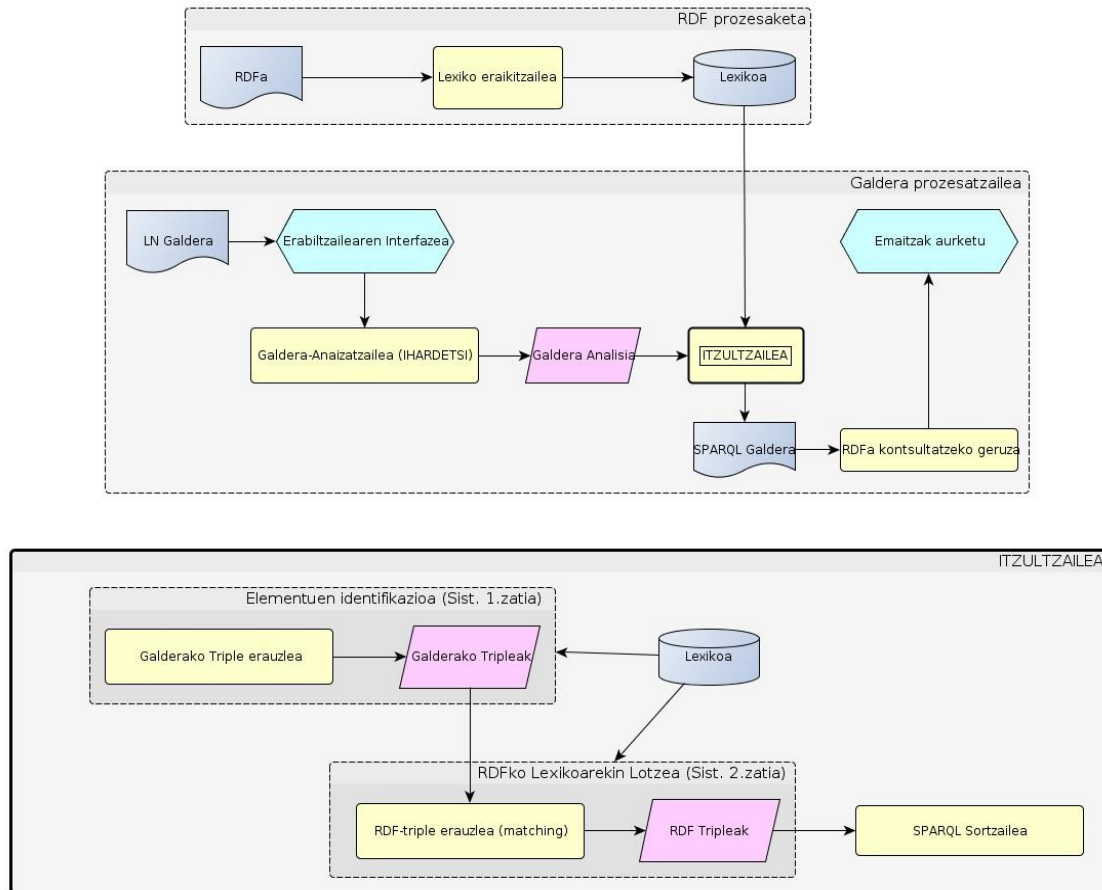 RDF prozesaketa
RDFa
Lexiko eraikitzailea
Lexikoa
Galdera prozesatzailea
LN Galdera
Erabiltzailearen Interfazea
Emaitzak aurketu
Galdera-Anaizatzailea (IHARDETSI)
Galdera Analisia
ITZULTZAILEA
SPARQL Galdera
RDFa kontsultatzeko geruza
ITZULTZAILEA
Elementuen identifikazioa (Sist. 1.zatia)
Galderako Triple erauzlea
Galderako Tripleak
Lexikoa
RDFko Lexikoarekin Lotzea (Sist. 2.zatia)
RDF-triple erauzlea (matching)
RDF Tripleak
SPARQL Sortzailea